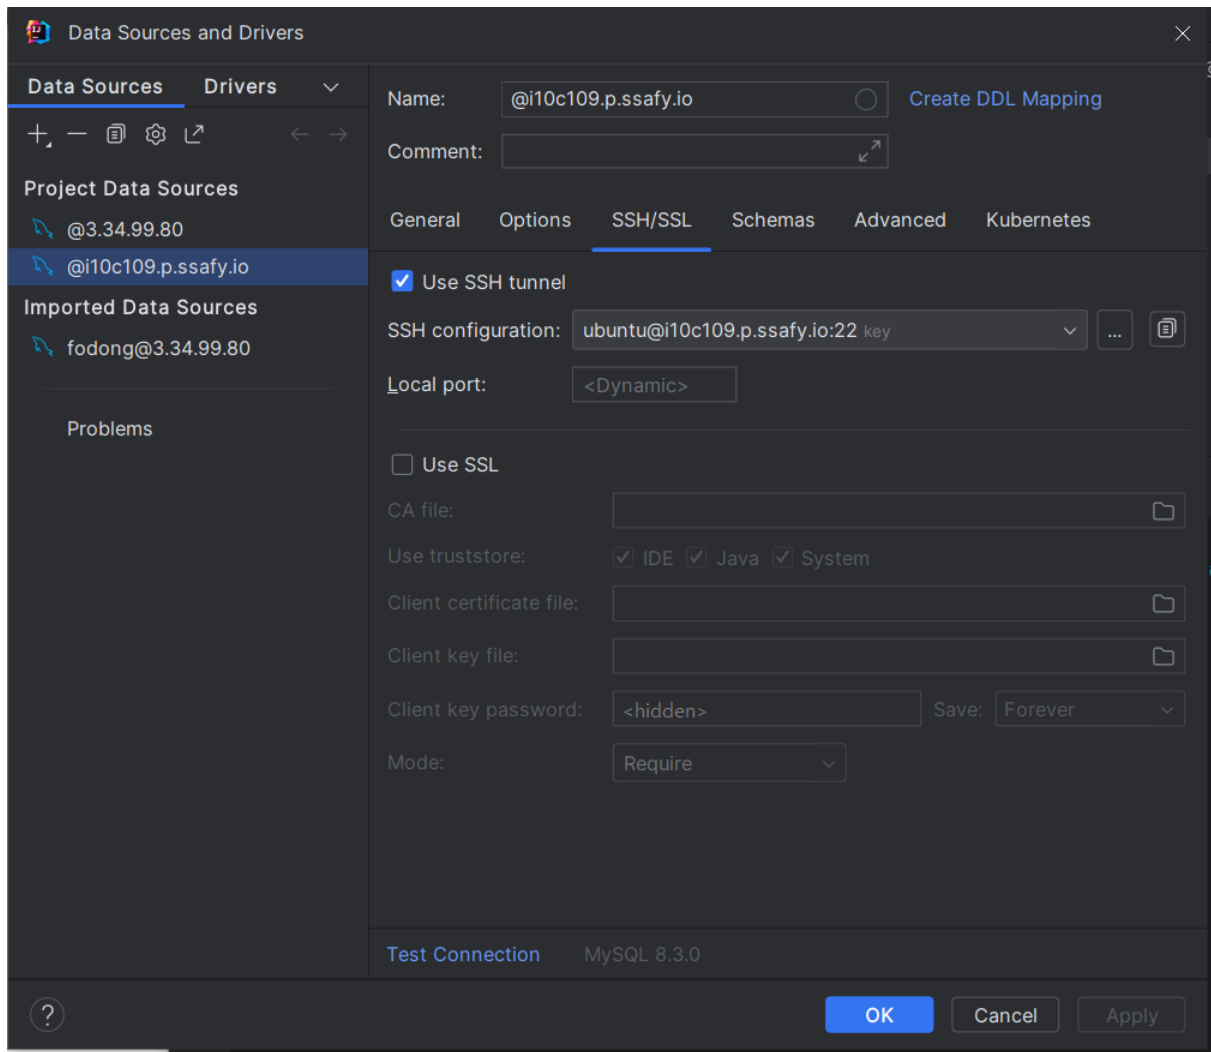 Data Sources and Drivers
Data Sources Drivers
Project Data Sources
@3.34.99.80
@i10c109.p.ssafy.io
Imported Data Sources
fodong@3.34.99.80
Problems
Name: @i10c109.p.ssafy.io Create DDL Mapping
Comment:
General Options SSH/SSL Schemas Advanced Kubernetes
Use SSH tunnel
SSH configuration: ubuntu@i10c109.p.ssafy.io:22 key ...
Local port: <Dynamic>
Use SSL
CA file:
Use truststore: IDE Java System
Client certificate file:
Client key file:
Client key password: <hidden> Save: Forever
Mode: Require
Test Connection MySQL 8.3.0
? OK Cancel Apply